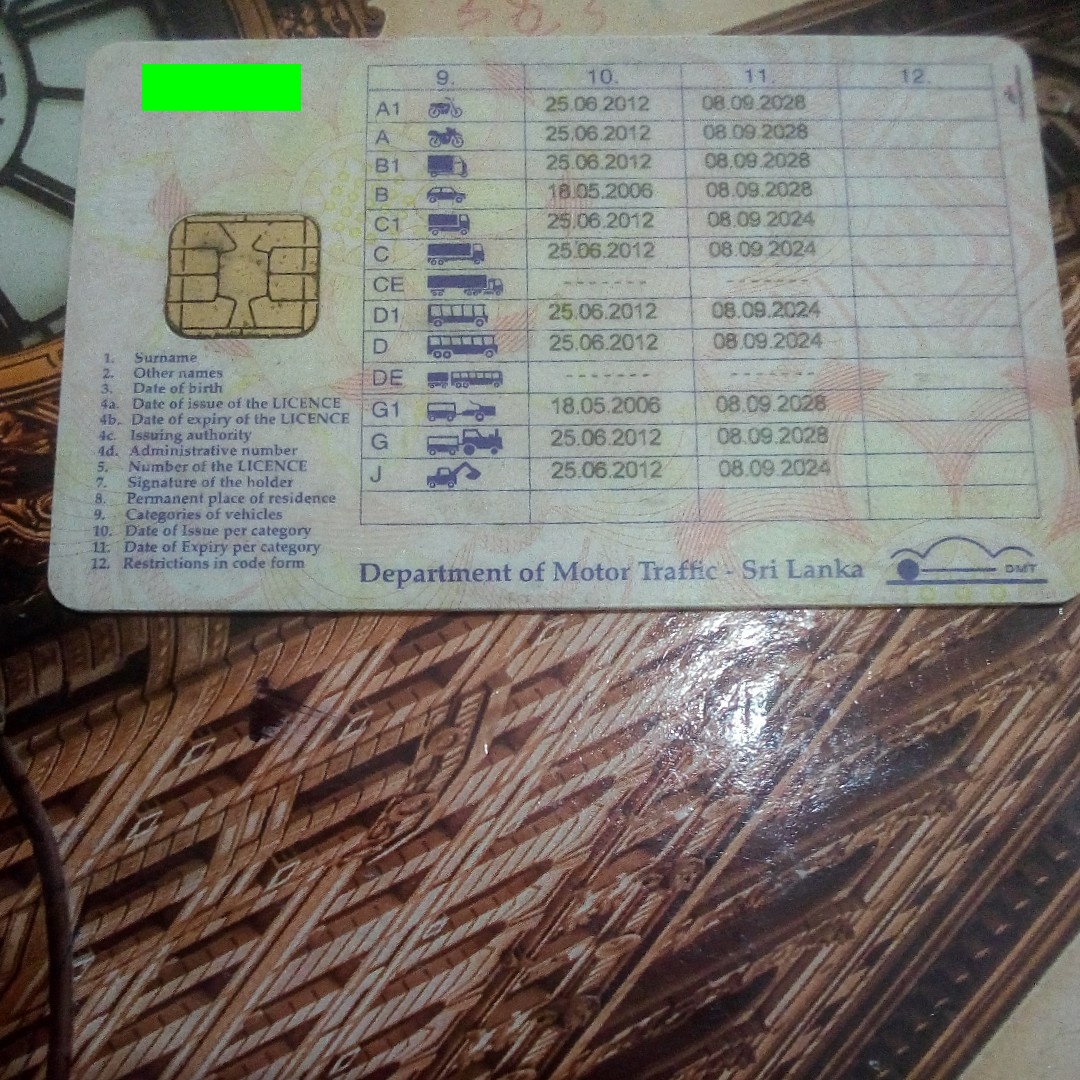 9. 10. 11. 12.
A1 25.06.2012 08.09.2028
A 25.06.2012 08.09.2028
B1 25.06.2012 08.09.2028
B 18.05.2006 08.09.2028
C1 25.06.2012 08.09.2024
C 25.06.2012 08.09.2024
CE ------- -------
D1 25.06.2012 08.09.2024
D 25.06.2012 08.09.2024
DE ------- -------
G1 18.05.2006 08.09.2028
G 25.06.2012 08.09.2028
J 25.06.2012 08.09.2024
1. Surname
2. Other names
3. Date of birth
4a. Date of issue of the LICENCE
4b. Date of expiry of the LICENCE
4c. Issuing authority
4d. Administrative number
5. Number of the LICENCE
7. Signature of the holder
8. Permanent place of residence
9. Categories of vehicles
10. Date of Issue per category
11. Date of Expiry per category
12. Restrictions in code form
Department of Motor Traffic - Sri Lanka
DMT